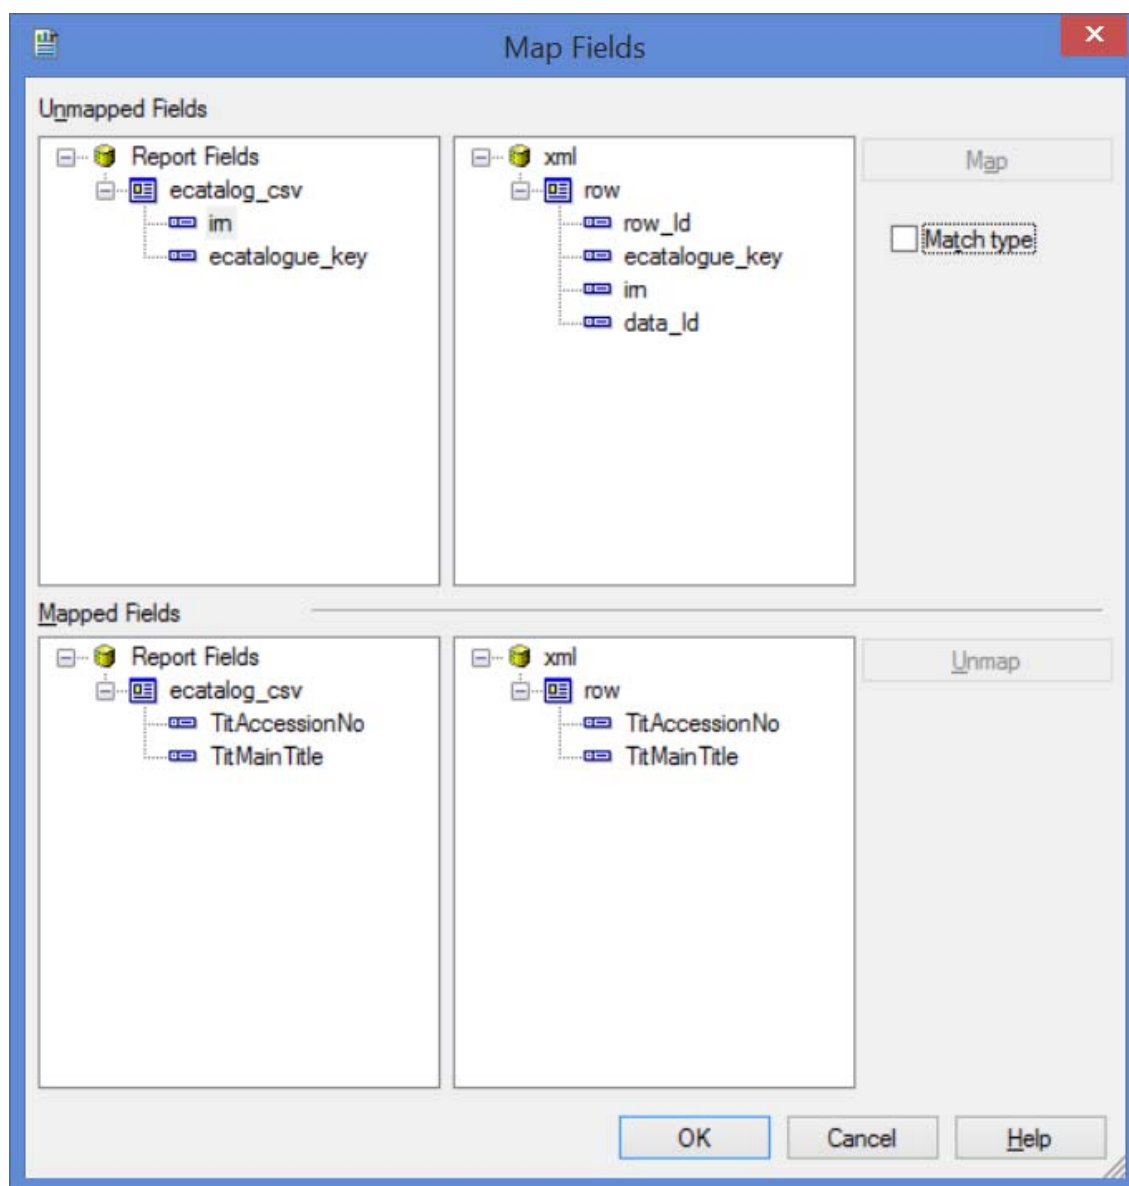 Map Fields
Unmapped Fields
Report Fields
ecatalog_csv
irn
ecatalogue_key
xml
row
row_Id
ecatalogue_key
irn
data_Id
Map
Match type
Mapped Fields
Report Fields
ecatalog_csv
TitAccessionNo
TitMainTitle
xml
row
TitAccessionNo
TitMainTitle
Unmap
OK
Cancel
Help